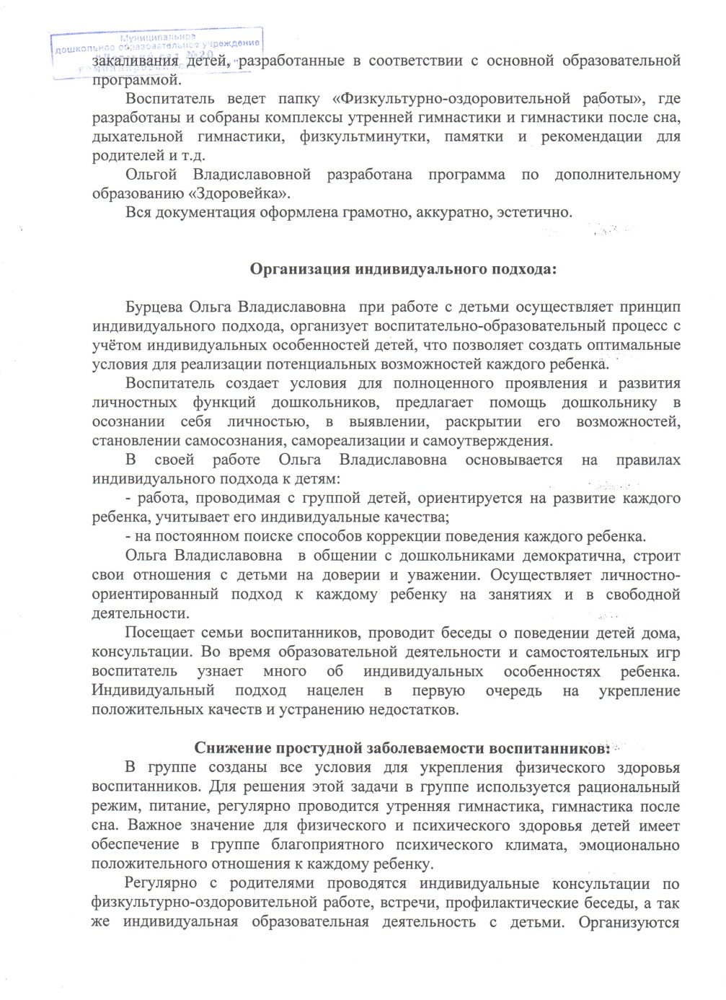 Муниципальное
дошкольное образовательное учреждение
"Детский сад №20
закаливания детей, разработанные в соответствии с основной образовательной
программой.
Воспитатель ведет папку «Физкультурно-оздоровительной работы», где
разработаны и собраны комплексы утренней гимнастики и гимнастики после сна,
дыхательной гимнастики, физкультминутки, памятки и рекомендации для
родителей и т.д.
Ольгой Владиславовной разработана программа по дополнительному
образованию «Здоровейка».
Вся документация оформлена грамотно, аккуратно, эстетично.
Организация индивидуального подхода:
Бурцева Ольга Владиславовна при работе с детьми осуществляет принцип
индивидуального подхода, организует воспитательно-образовательный процесс с
учётом индивидуальных особенностей детей, что позволяет создать оптимальные
условия для реализации потенциальных возможностей каждого ребенка.
Воспитатель создает условия для полноценного проявления и развития
личностных функций дошкольников, предлагает помощь дошкольнику в
осознании себя личностью, в выявлении, раскрытии его возможностей,
становлении самосознания, самореализации и самоутверждения.
В своей работе Ольга Владиславовна основывается на правилах
индивидуального подхода к детям:
- работа, проводимая с группой детей, ориентируется на развитие каждого
ребенка, учитывает его индивидуальные качества;
- на постоянном поиске способов коррекции поведения каждого ребенка.
Ольга Владиславовна в общении с дошкольниками демократична, строит
свои отношения с детьми на доверии и уважении. Осуществляет личностно-
ориентированный подход к каждому ребенку на занятиях и в свободной
деятельности.
Посещает семьи воспитанников, проводит беседы о поведении детей дома,
консультации. Во время образовательной деятельности и самостоятельных игр
воспитатель узнает много об индивидуальных особенностях ребенка.
Индивидуальный подход нацелен в первую очередь на укрепление
положительных качеств и устранению недостатков.
Снижение простудной заболеваемости воспитанников:
В группе созданы все условия для укрепления физического здоровья
воспитанников. Для решения этой задачи в группе используется рациональный
режим, питание, регулярно проводится утренняя гимнастика, гимнастика после
сна. Важное значение для физического и психического здоровья детей имеет
обеспечение в группе благоприятного психического климата, эмоционально
положительного отношения к каждому ребенку.
Регулярно с родителями проводятся индивидуальные консультации по
физкультурно-оздоровительной работе, встречи, профилактические беседы, а так
же индивидуальная образовательная деятельность с детьми. Организуются